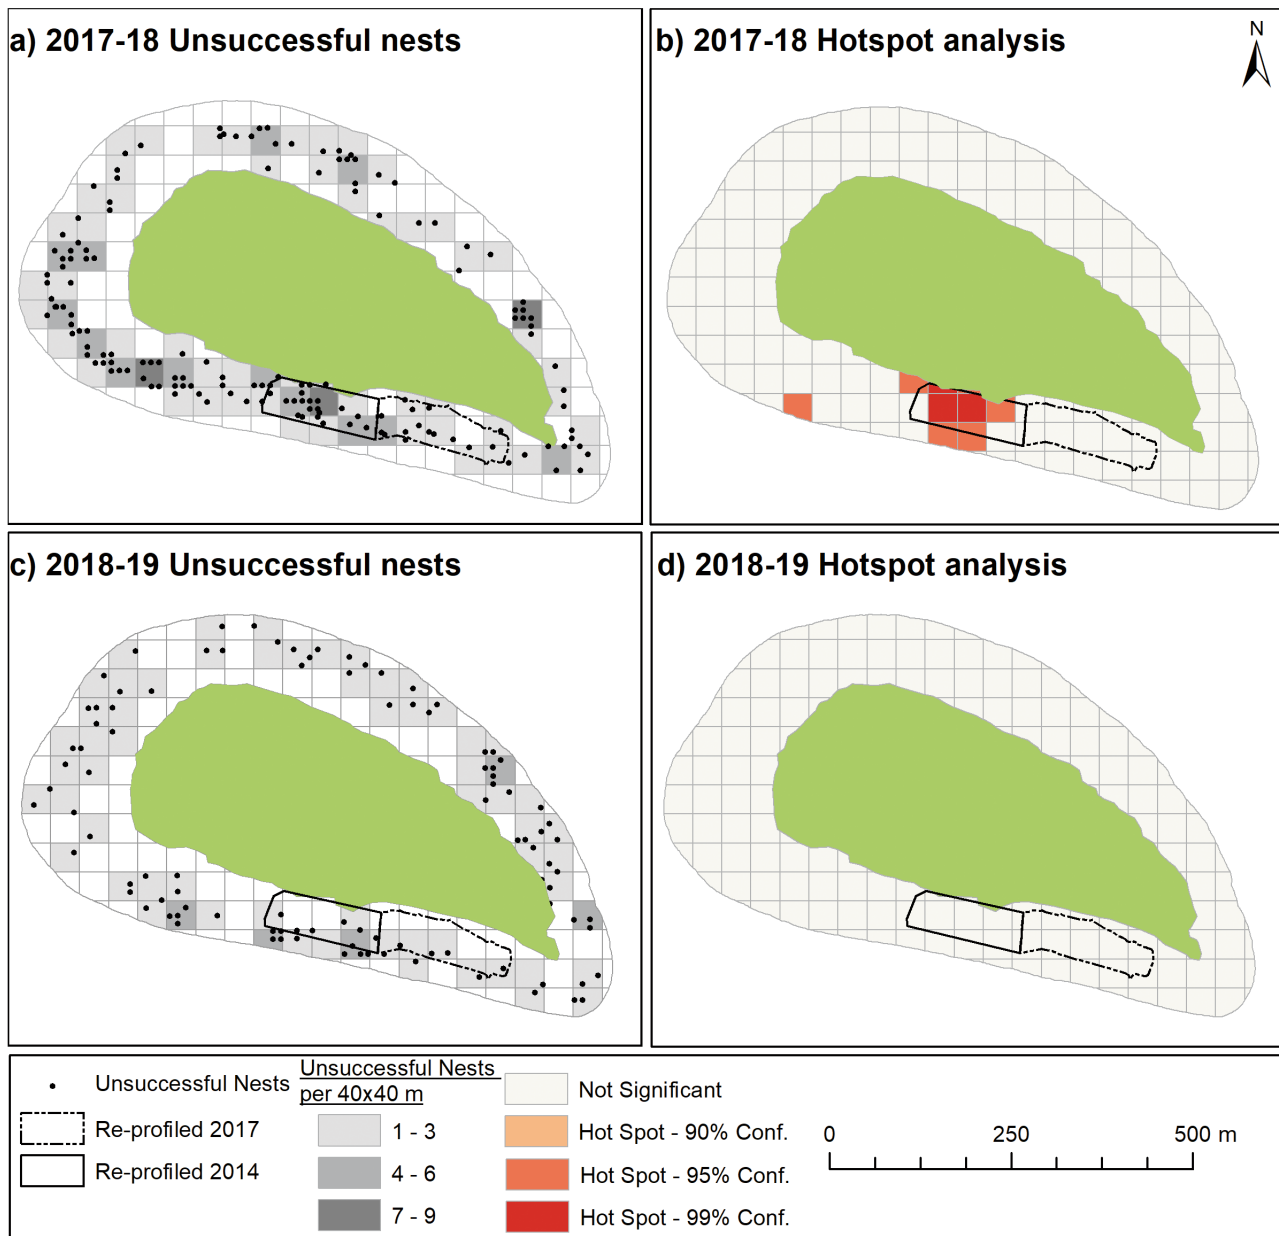 a) 2017-18 Unsuccessful nests
b) 2017-18 Hotspot analysis
N
c) 2018-19 Unsuccessful nests
d) 2018-19 Hotspot analysis
Unsuccessful Nests
Re-profiled 2017
Re-profiled 2014
Unsuccessful Nests
per 40x40 m
1 - 3
4 - 6
7 - 9
Not Significant
Hot Spot - 90% Conf.
Hot Spot - 95% Conf.
Hot Spot - 99% Conf.
0 250 500 m